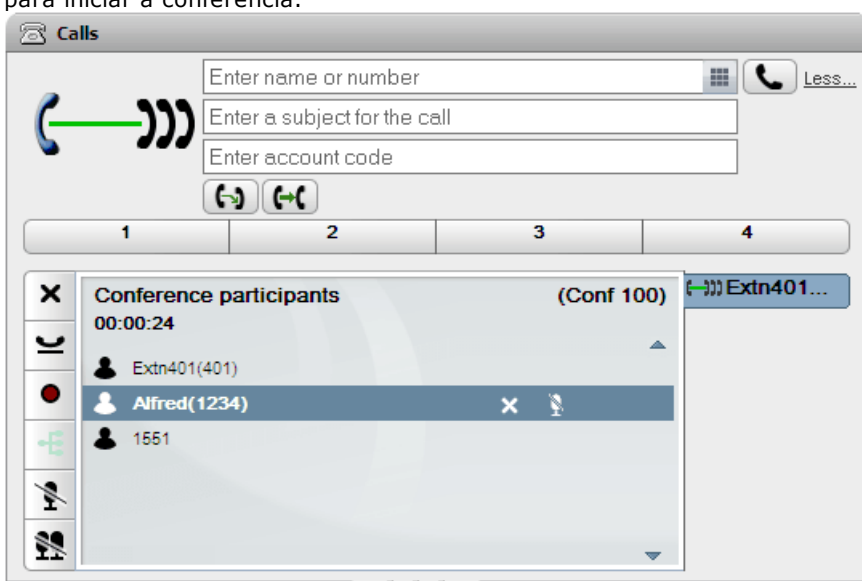 para iniciar a conferência.
Calls
Enter name or number
Less...
Enter a subject for the call
Enter account code
1 2 3 4
Conference participants (Conf 100)
Extn401...
00:00:24
Extn401(401)
Alfred(1234)
1551